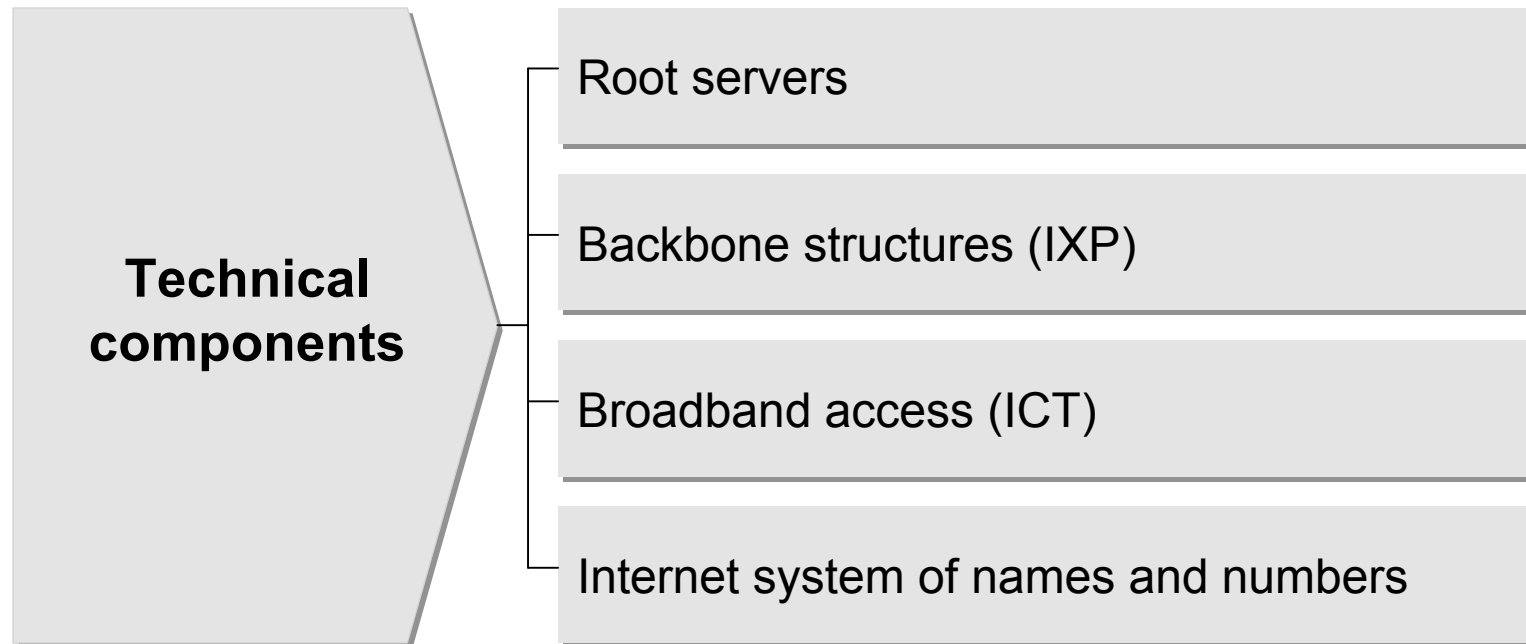 Technical
components
Root servers
Backbone structures (IXP)
Broadband access (ICT)
Internet system of names and numbers